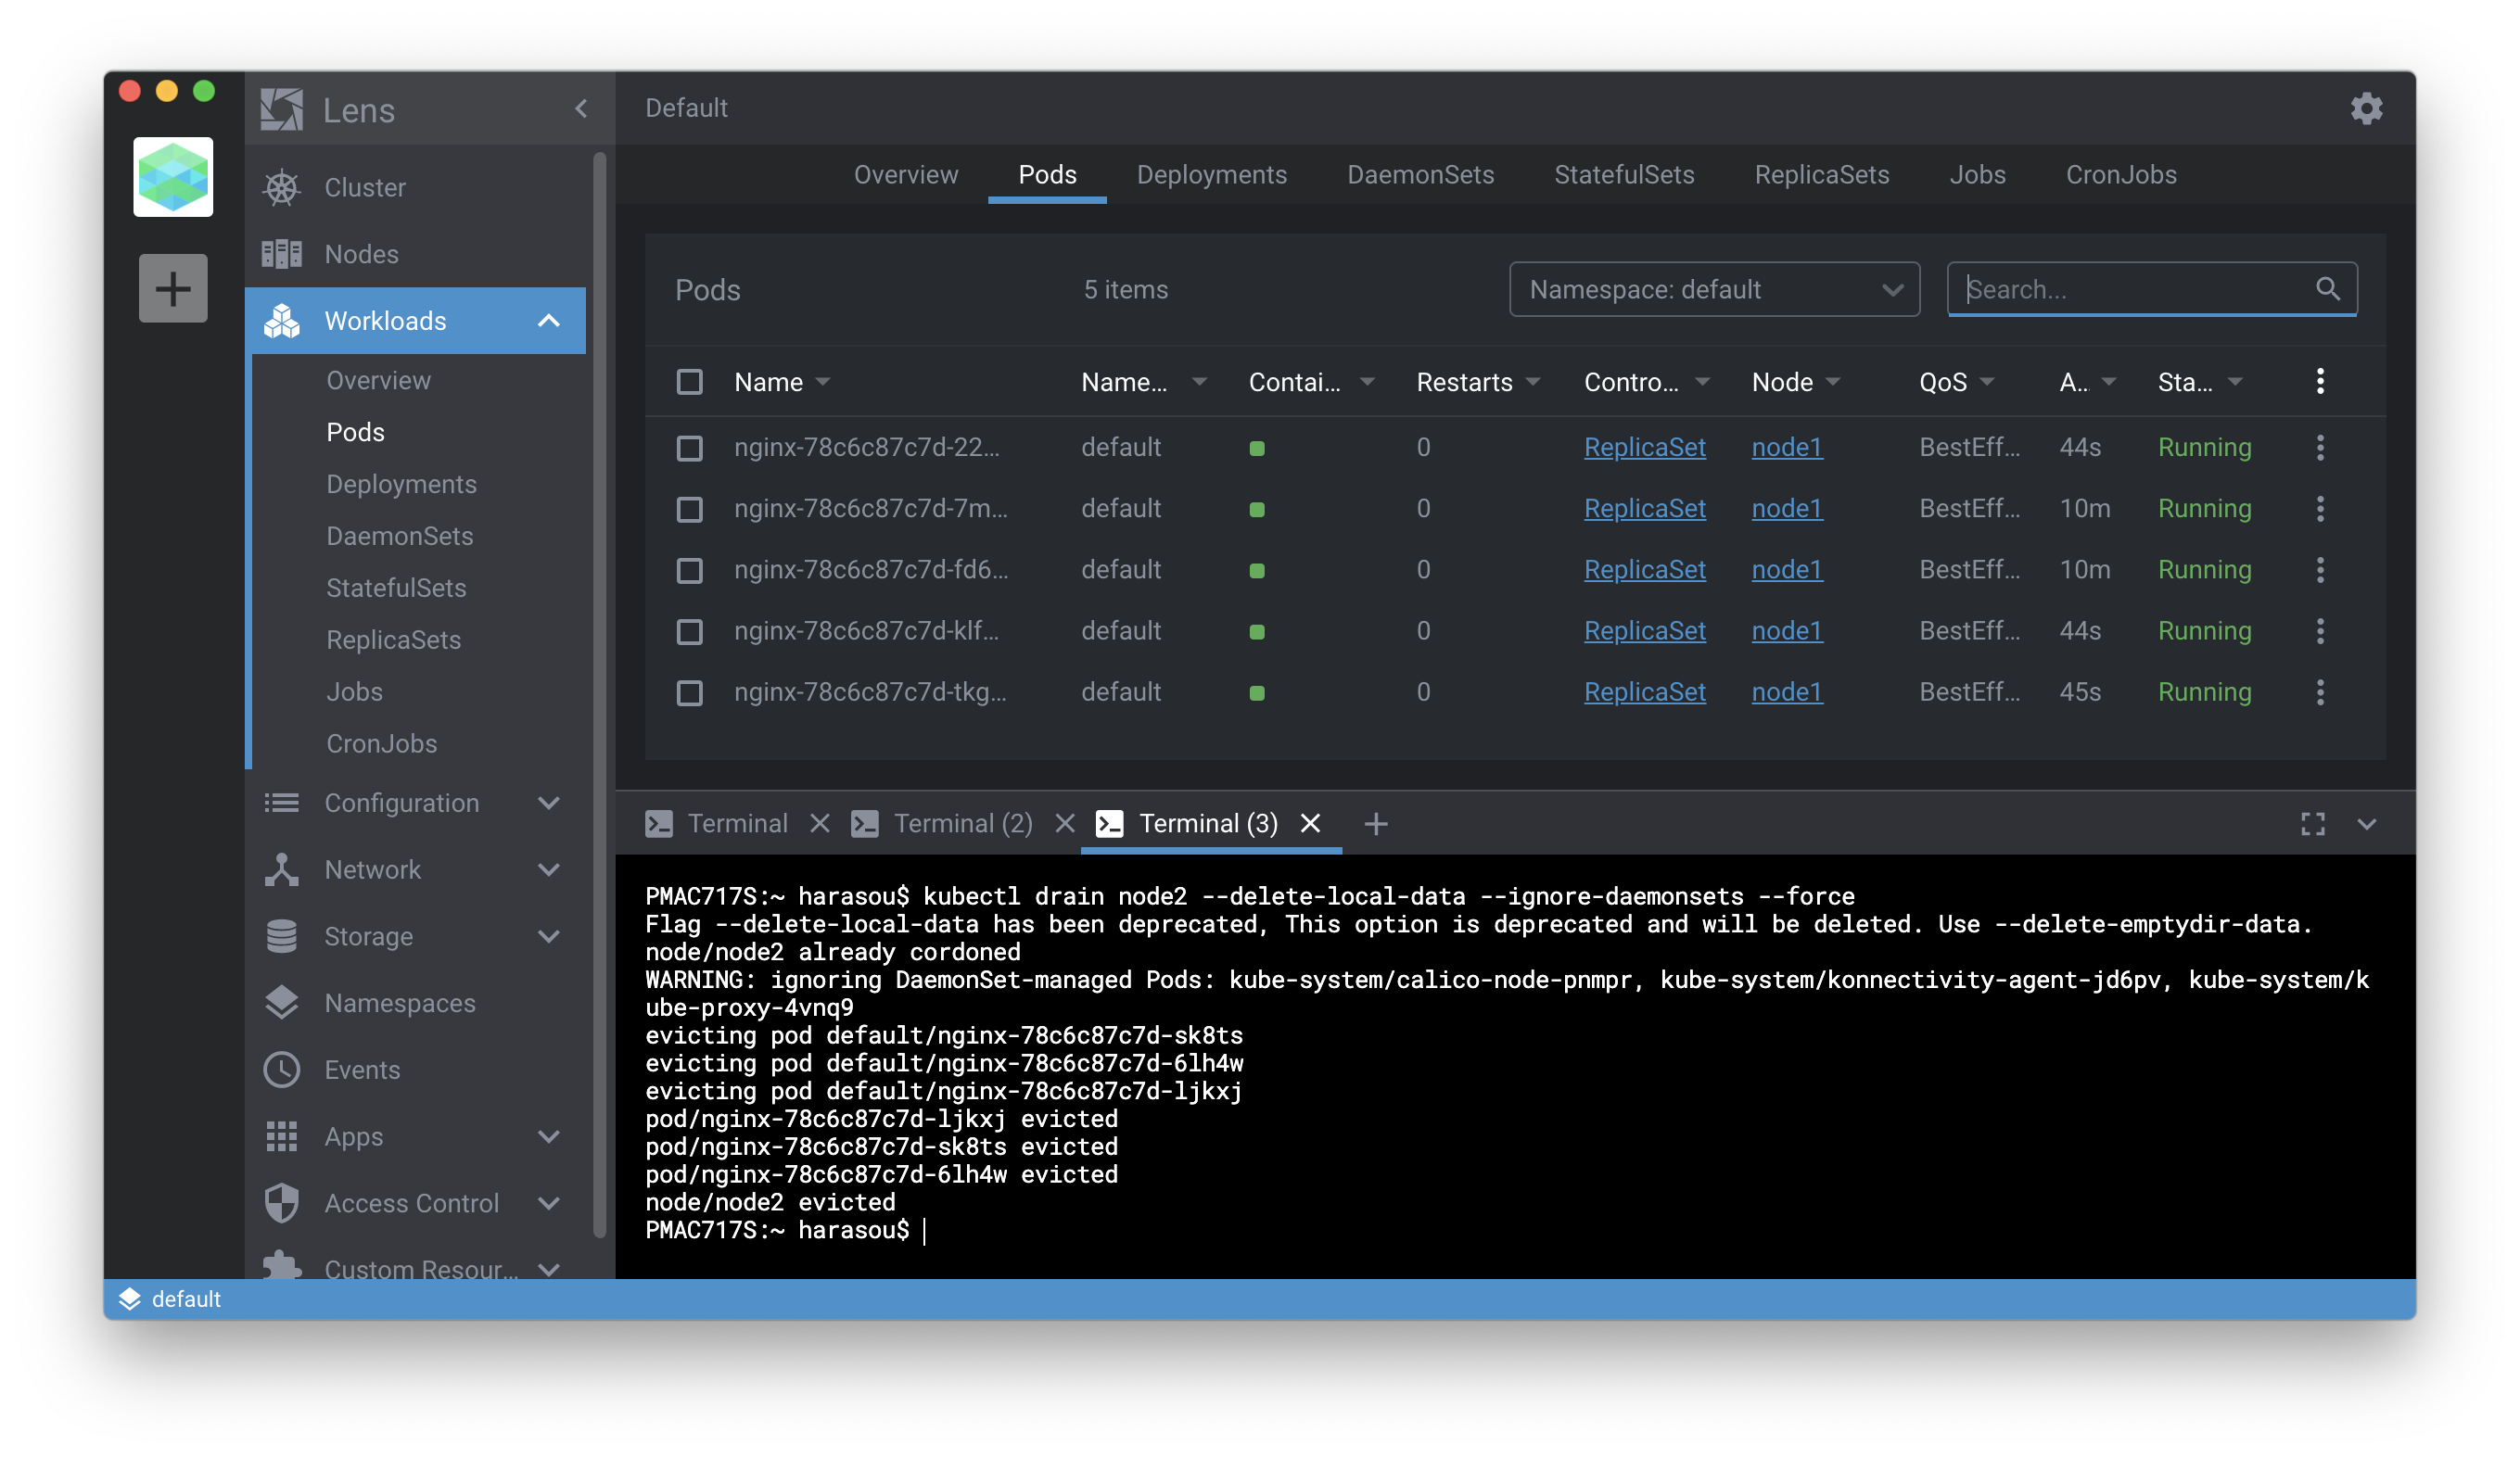 Lens
Default
Cluster
Nodes
Workloads
Overview
Pods
Deployments
DaemonSets
StatefulSets
ReplicaSets
Jobs
CronJobs
Configuration
Network
Storage
Namespaces
Events
Apps
Access Control
Custom Resour...
Overview Pods Deployments DaemonSets StatefulSets ReplicaSets Jobs CronJobs
Pods 5 items Namespace: default Search...
Name Name... Contai... Restarts Contro... Node QoS A... Sta...
nginx-78c6c87c7d-22... default 0 ReplicaSet node1 BestEff... 44s Running
nginx-78c6c87c7d-7m... default 0 ReplicaSet node1 BestEff... 10m Running
nginx-78c6c87c7d-fd6... default 0 ReplicaSet node1 BestEff... 10m Running
nginx-78c6c87c7d-klf... default 0 ReplicaSet node1 BestEff... 44s Running
nginx-78c6c87c7d-tkg... default 0 ReplicaSet node1 BestEff... 45s Running
Terminal Terminal (2) Terminal (3)
PMAC717S:~ harasou$ kubectl drain node2 --delete-local-data --ignore-daemonsets --force
Flag --delete-local-data has been deprecated, This option is deprecated and will be deleted. Use --delete-emptydir-data.
node/node2 already cordoned
WARNING: ignoring DaemonSet-managed Pods: kube-system/calico-node-pnmpr, kube-system/konnectivity-agent-jd6pv, kube-system/k
ube-proxy-4vnq9
evicting pod default/nginx-78c6c87c7d-sk8ts
evicting pod default/nginx-78c6c87c7d-6lh4w
evicting pod default/nginx-78c6c87c7d-ljkxj
pod/nginx-78c6c87c7d-ljkxj evicted
pod/nginx-78c6c87c7d-sk8ts evicted
pod/nginx-78c6c87c7d-6lh4w evicted
node/node2 evicted
PMAC717S:~ harasou$
default